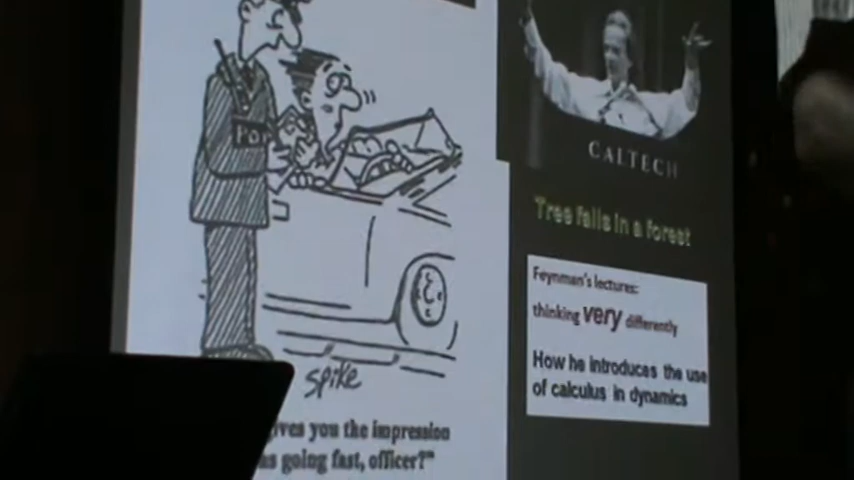 Po
spike
gives you the impression
as going fast, officer?"
CALTECH
Tree falls in a forest
Feynman's lectures:
thinking very differently
How he introduces the use
of calculus in dynamics